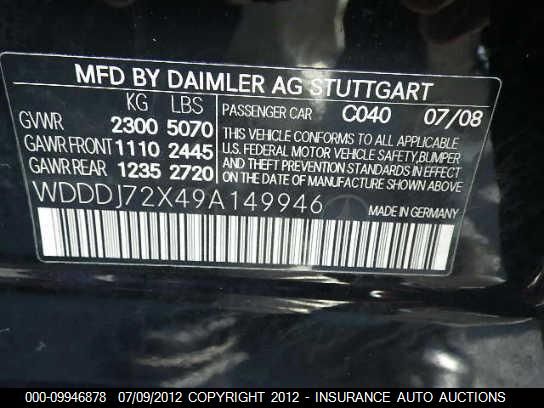 MFD BY DAIMLER AG STUTTGART
KG LBS
GVWR 2300 5070
GAWR FRONT 1110 2445
GAWR REAR 1235 2720
PASSENGER CAR C040 07/08
THIS VEHICLE CONFORMS TO ALL APPLICABLE
U.S. FEDERAL MOTOR VEHICLE SAFETY, BUMPER
AND THEFT PREVENTION STANDARDS IN EFFECT
ON THE DATE OF MANUFACTURE SHOWN ABOVE.
WDDDJ72X49A149946
MADE IN GERMANY
000-09946878 07/09/2012 COPYRIGHT 2012 - INSURANCE AUTO AUCTIONS